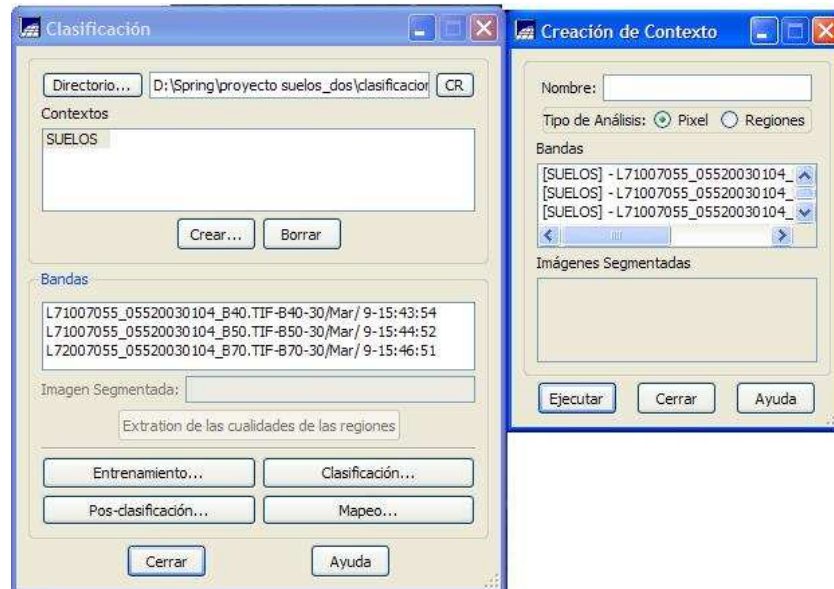 Clasificación
Directorio... D:\Spring\proyecto suelos_dos\clasificacion CR
Contextos
SUELOS
Crear... Borrar
Bandas
L71007055_05520030104_B40.TIF-B40-30/Mar/ 9-15:43:54
L71007055_05520030104_B50.TIF-B50-30/Mar/ 9-15:44:52
L72007055_05520030104_B70.TIF-B70-30/Mar/ 9-15:46:51
Imagen Segmentada:
Extration de las cualidades de las regiones
Entrenamiento... Clasificación...
Pos-clasificación... Mapeo...
Cerrar Ayuda
Creación de Contexto
Nombre:
Tipo de Análisis: Pixel Regiones
Bandas
[SUELOS] - L71007055_05520030104_
[SUELOS] - L71007055_05520030104_
[SUELOS] - L71007055_05520030104_
Imágenes Segmentadas
Ejecutar Cerrar Ayuda